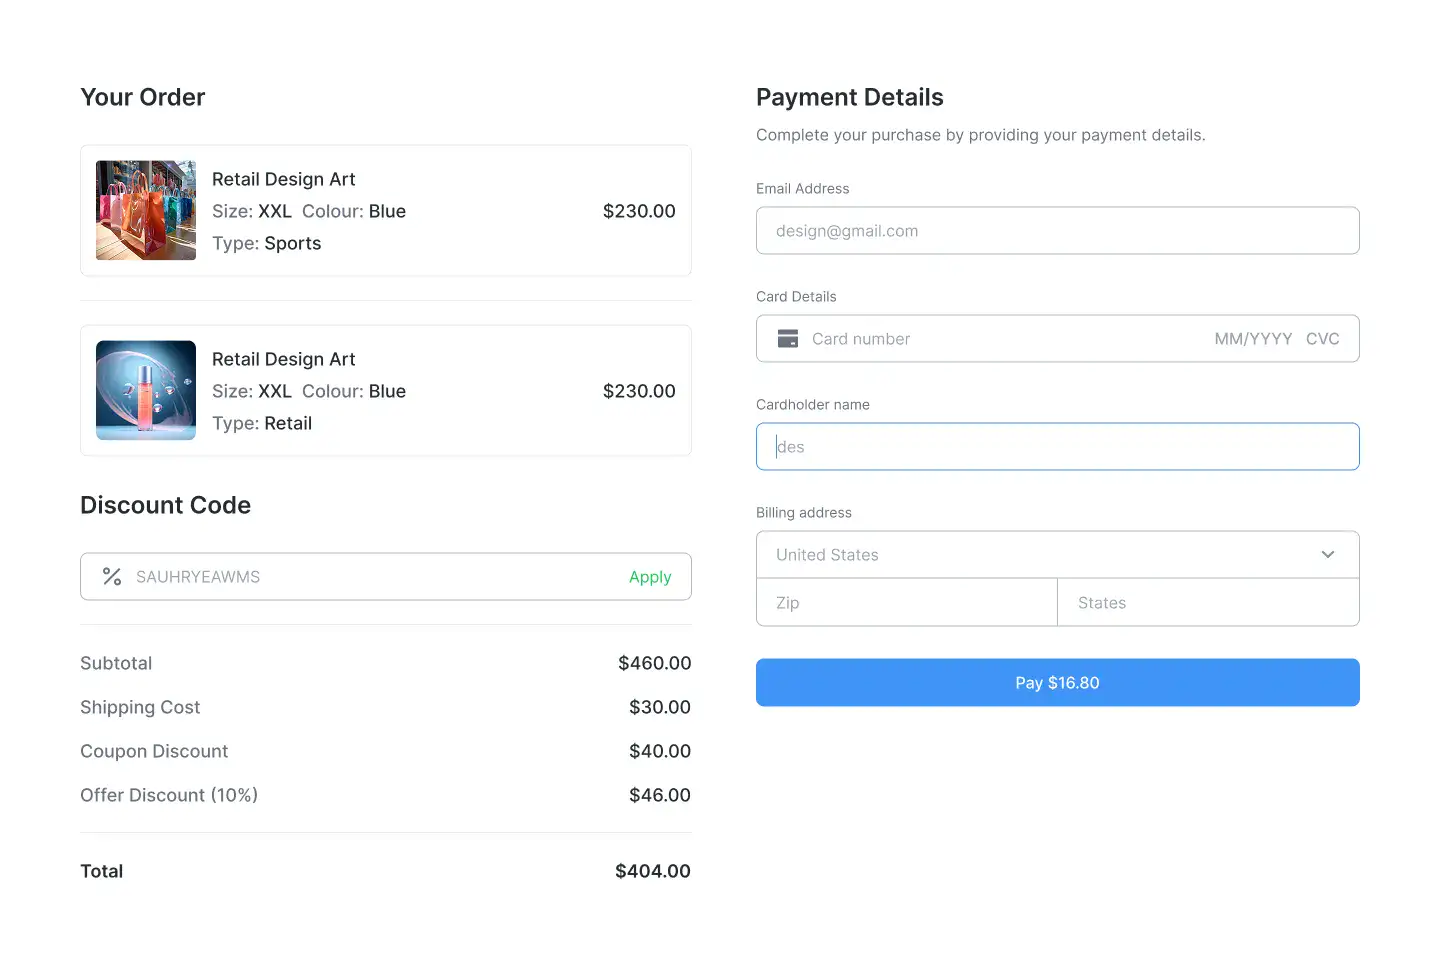 Your Order
Retail Design Art
Size: XXL Colour: Blue
Type: Sports
$230.00
Retail Design Art
Size: XXL Colour: Blue
Type: Retail
$230.00
Discount Code
SAUHRYEAWMS
Apply
Subtotal $460.00
Shipping Cost $30.00
Coupon Discount $40.00
Offer Discount (10%) $46.00
Total $404.00
Payment Details
Complete your purchase by providing your payment details.
Email Address
design@gmail.com
Card Details
Card number MM/YYYY CVC
Cardholder name
des
Billing address
United States
Zip States
Pay $16.80